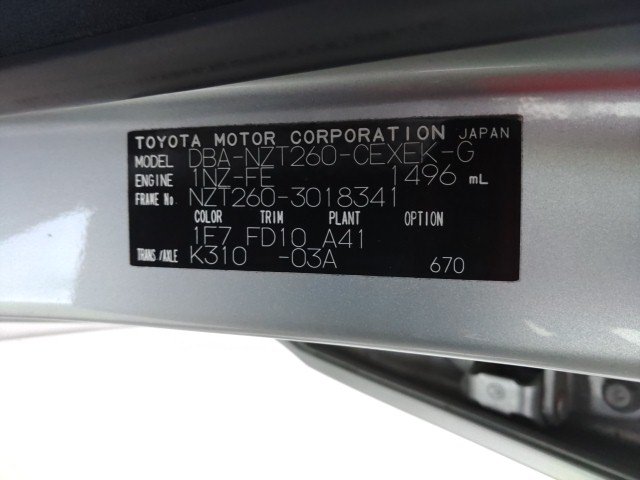 TOYOTA MOTOR CORPORATION JAPAN
MODEL DBA-NZT260-CEXEK-G
ENGINE 1NZ-FE 1496 mL
FRAME No NZT260-3018341
COLOR TRIM PLANT OPTION
1E7 FD10 A41
TRANS/AXLE K310 -03A 670